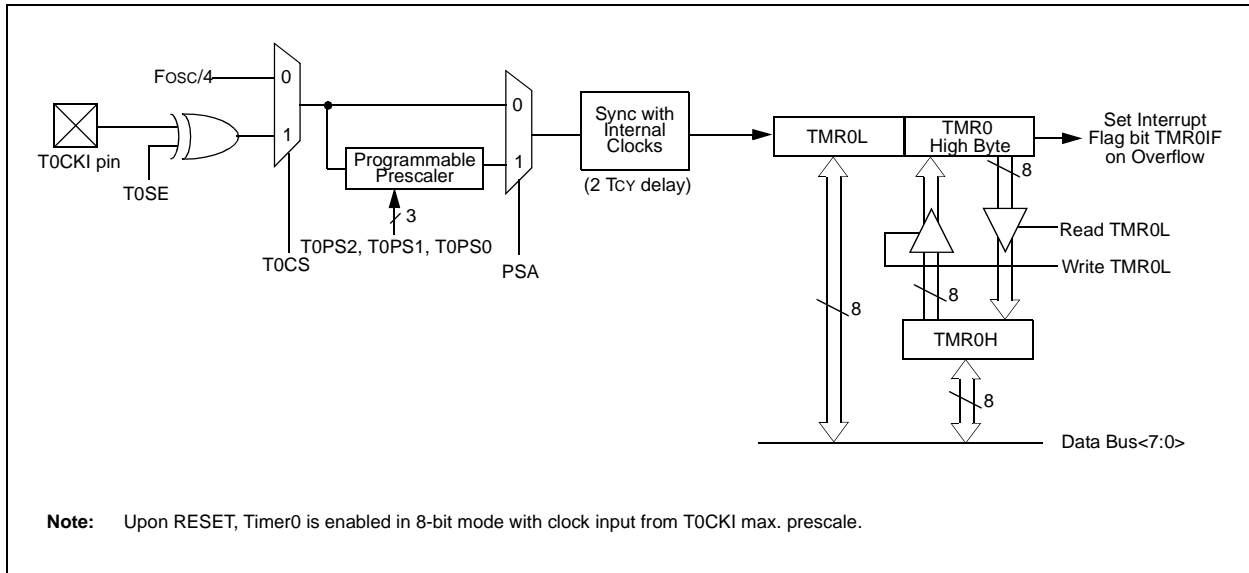 FOSC/4
0
1
T0CKI pin
T0SE
T0CS
Programmable
Prescaler
3
T0PS2, T0PS1, T0PS0
0
1
PSA
Sync with
Internal
Clocks
(2 TCY delay)
TMR0L
TMR0
High Byte
Set Interrupt
Flag bit TMR0IF
on Overflow
8
Read TMR0L
Write TMR0L
8
8
TMR0H
8
Data Bus<7:0>
Note: Upon RESET, Timer0 is enabled in 8-bit mode with clock input from T0CKI max. prescale.